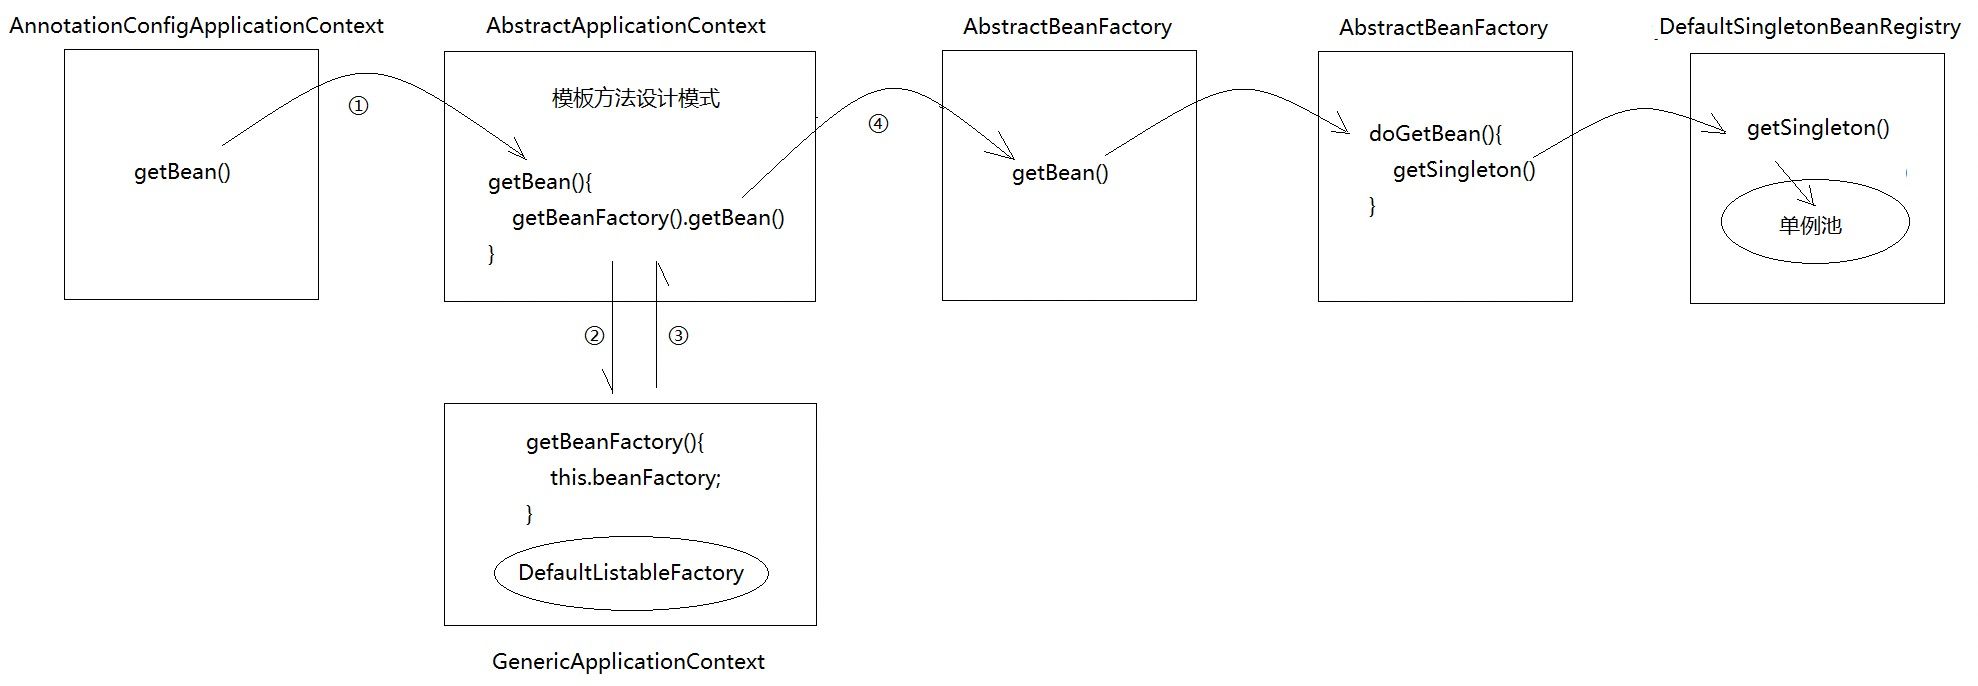 AnnotationConfigApplicationContext
getBean()
①
AbstractApplicationContext
模板方法设计模式
getBean(){
getBeanFactory().getBean()
}
②
③
getBeanFactory(){
this.beanFactory;
}
DefaultListableFactory
GenericApplicationContext
④
AbstractBeanFactory
getBean()
AbstractBeanFactory
doGetBean(){
getSingleton()
}
DefaultSingletonBeanRegistry
getSingleton()
单例池